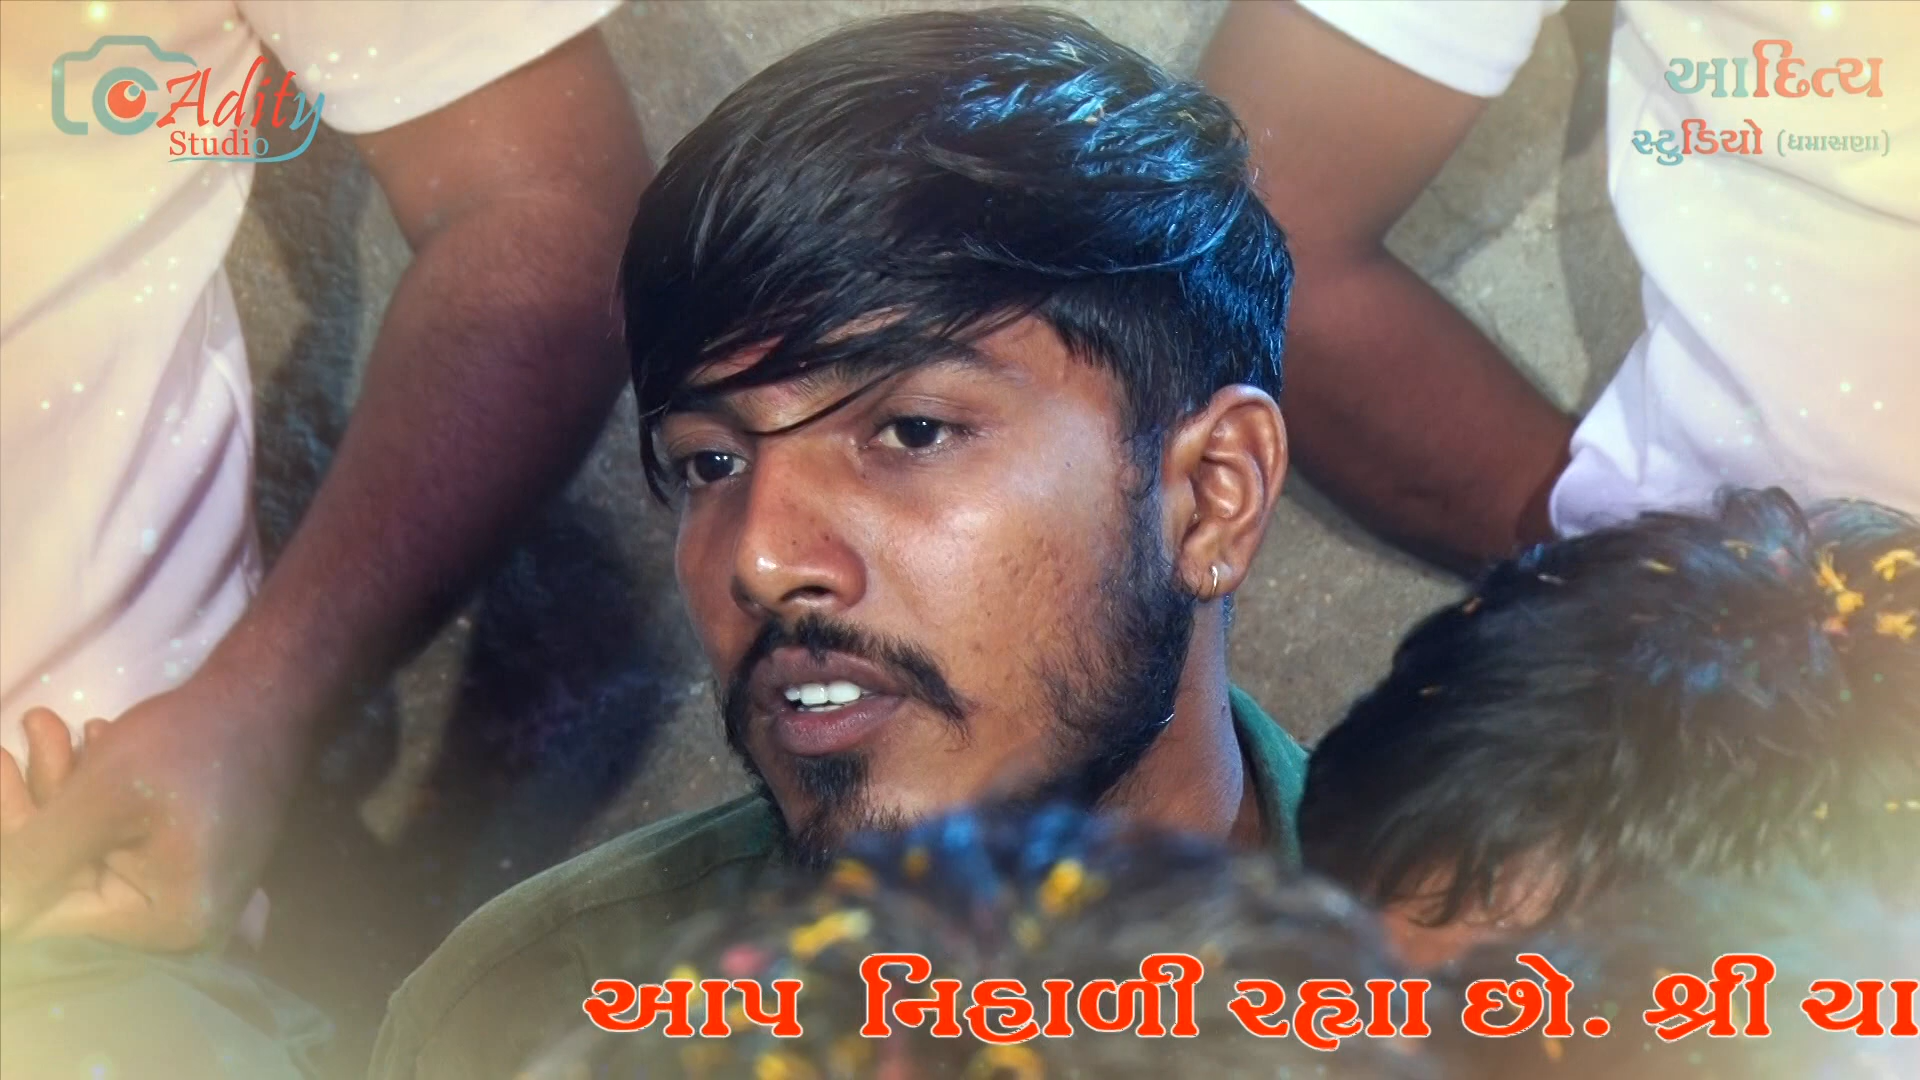 Adity
Studio
આદિત્ય
સ્ટુડિયો (ધમાસણા)
આપ નિહાળી રહ્યા છો. શ્રી ચા